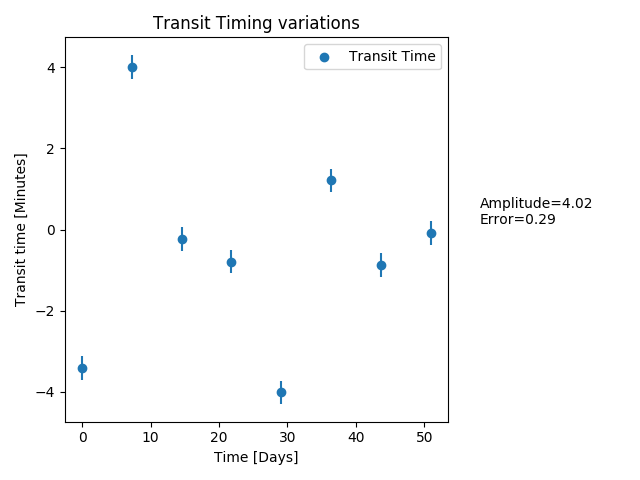 Transit Timing variations
Transit Time
4
2
0
−2
−4
Transit time [Minutes]
Amplitude=4.02
Error=0.29
0
10
20
30
40
50
Time [Days]